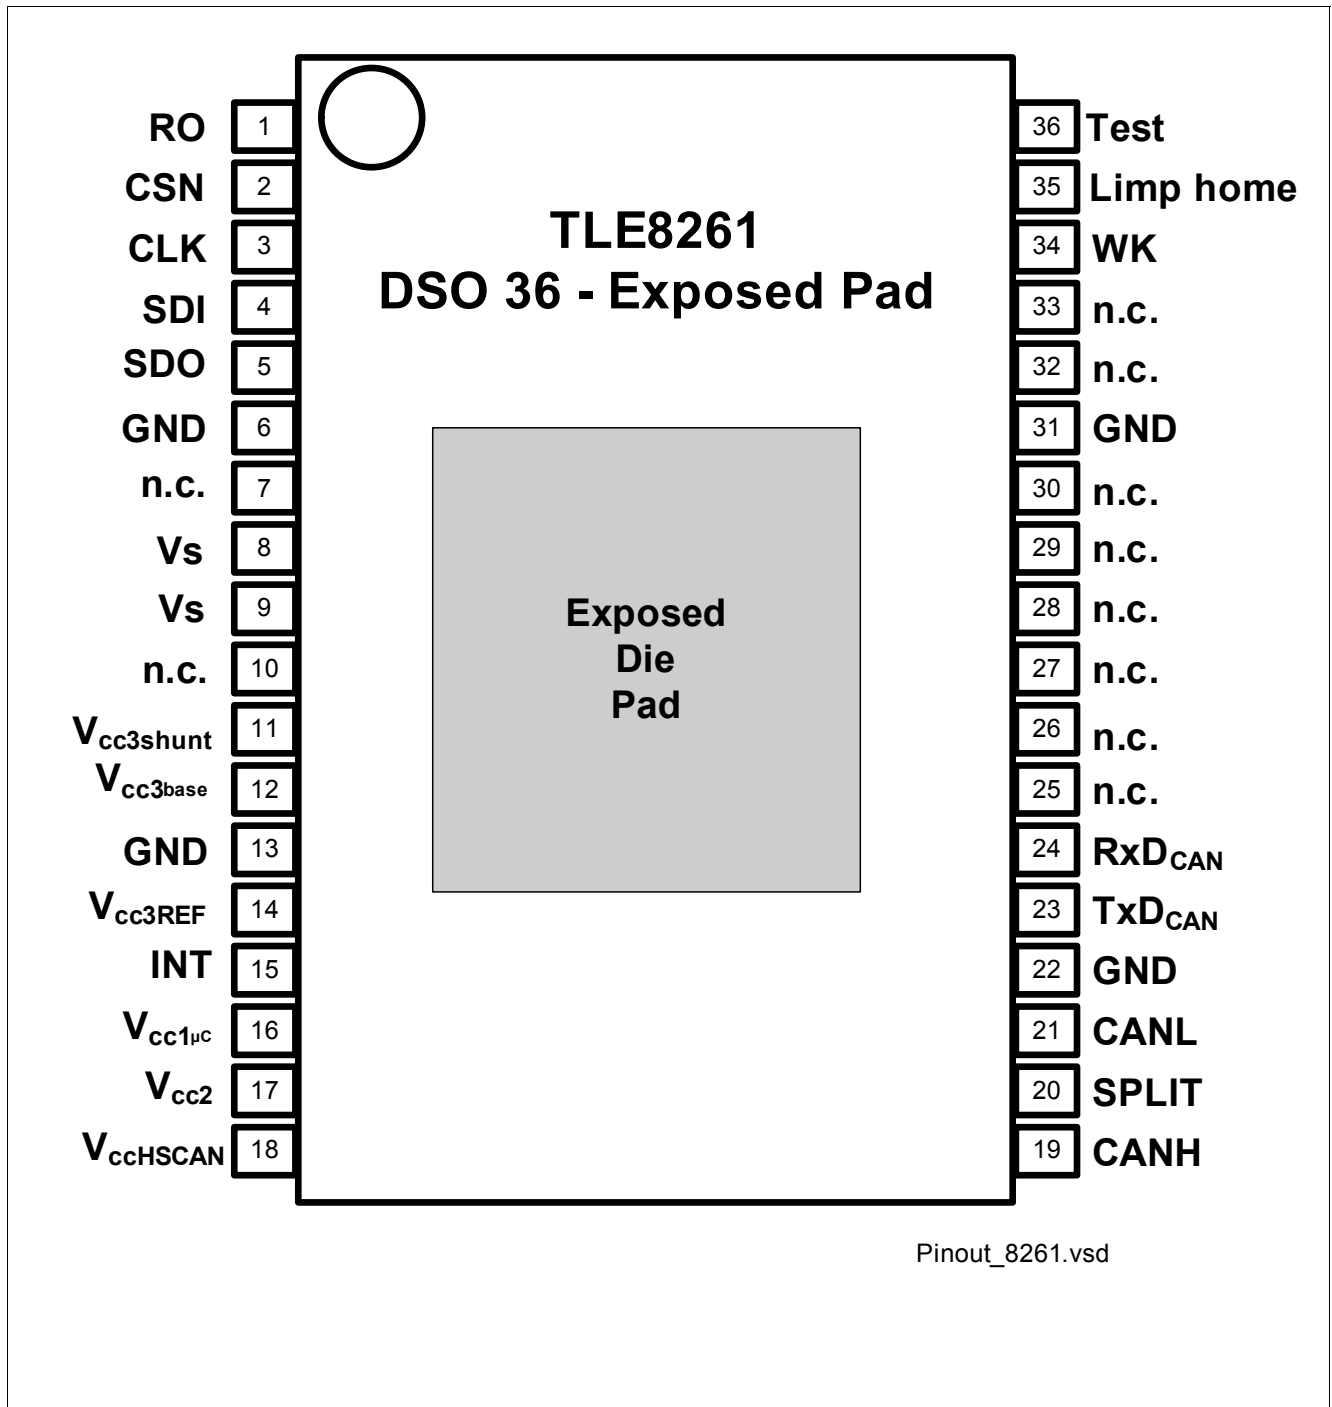 TLE8261
DSO 36 - Exposed Pad
RO 1
CSN 2
CLK 3
SDI 4
SDO 5
GND 6
n.c. 7
Vs 8
Vs 9
n.c. 10
Vcc3shunt 11
Vcc3base 12
GND 13
Vcc3REF 14
INT 15
Vcc1µC 16
Vcc2 17
VccHSCAN 18
36 Test
35 Limp home
34 WK
33 n.c.
32 n.c.
31 GND
30 n.c.
29 n.c.
28 n.c.
27 n.c.
26 n.c.
25 n.c.
24 RxDCAN
23 TxDCAN
22 GND
21 CANL
20 SPLIT
19 CANH
Exposed
Die
Pad
Pinout_8261.vsd